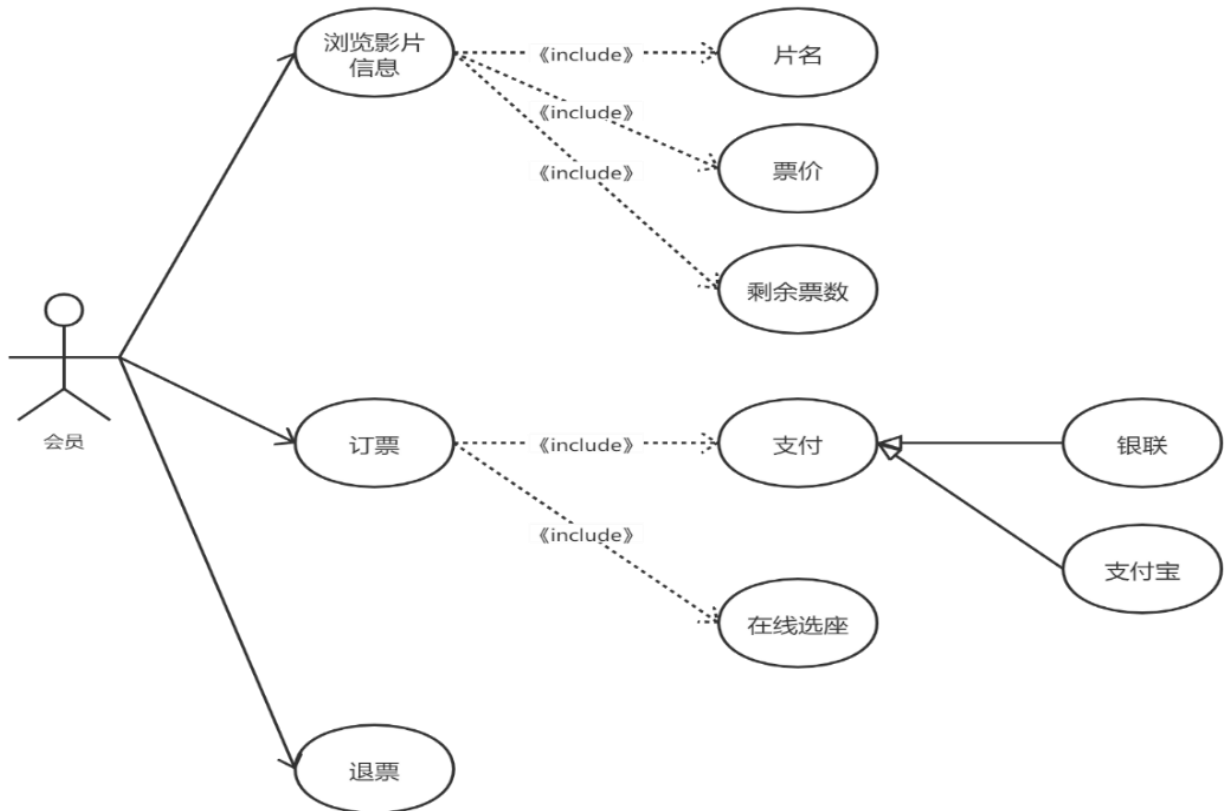 浏览影片
信息
《include》
片名
《include》
票价
《include》
剩余票数
会员
订票
《include》
支付
银联
《include》
支付宝
在线选座
退票